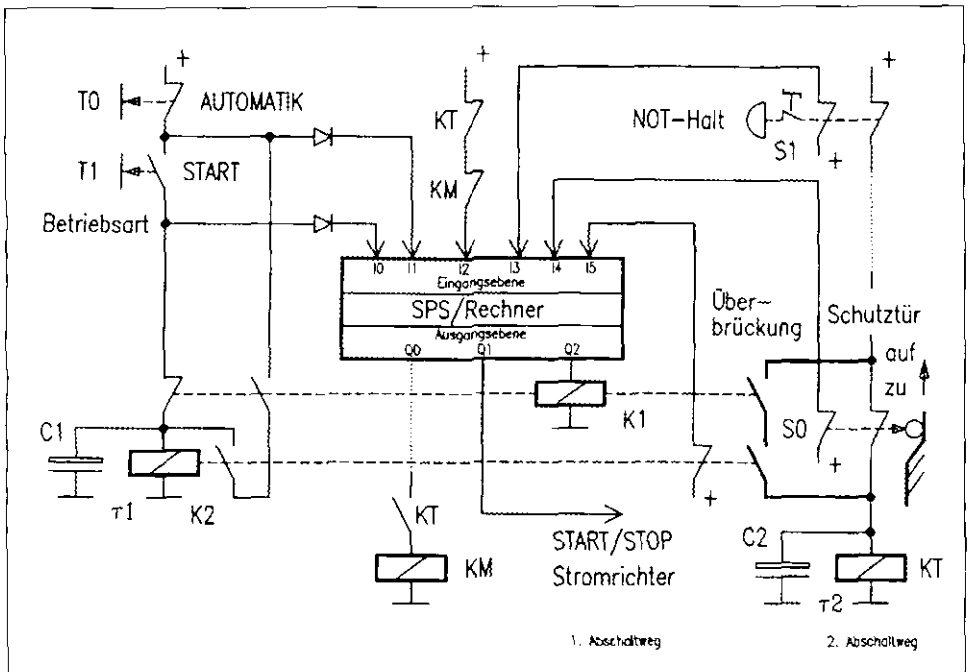 +
T0
AUTOMATIK
T1
START
Betriebsart
+
KT
KM
NOT-Halt
S1
+
+
I0 I1 I2 I3 I4 I5
Eingangsebene
SPS/Rechner
Ausgangsebene
Q0 Q1 Q2
Über-
brückung
Schutztür
auf
zu
C1
τ1
K2
K1
S0
+
+
KT
KM
START/STOP
Stromrichter
C2
τ2
KT
1. Abschaltweg
2. Abschaltweg